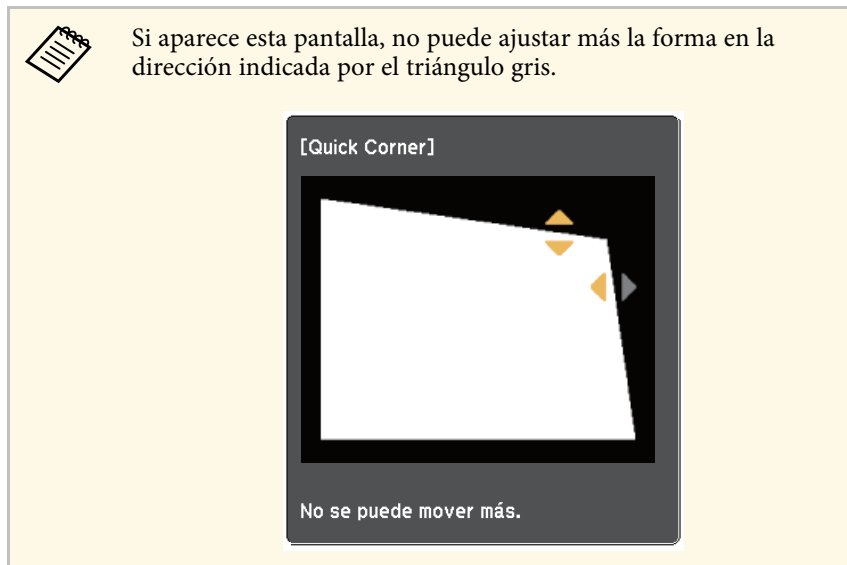 Si aparece esta pantalla, no puede ajustar más la forma en la
dirección indicada por el triángulo gris.
[Quick Corner]
No se puede mover más.